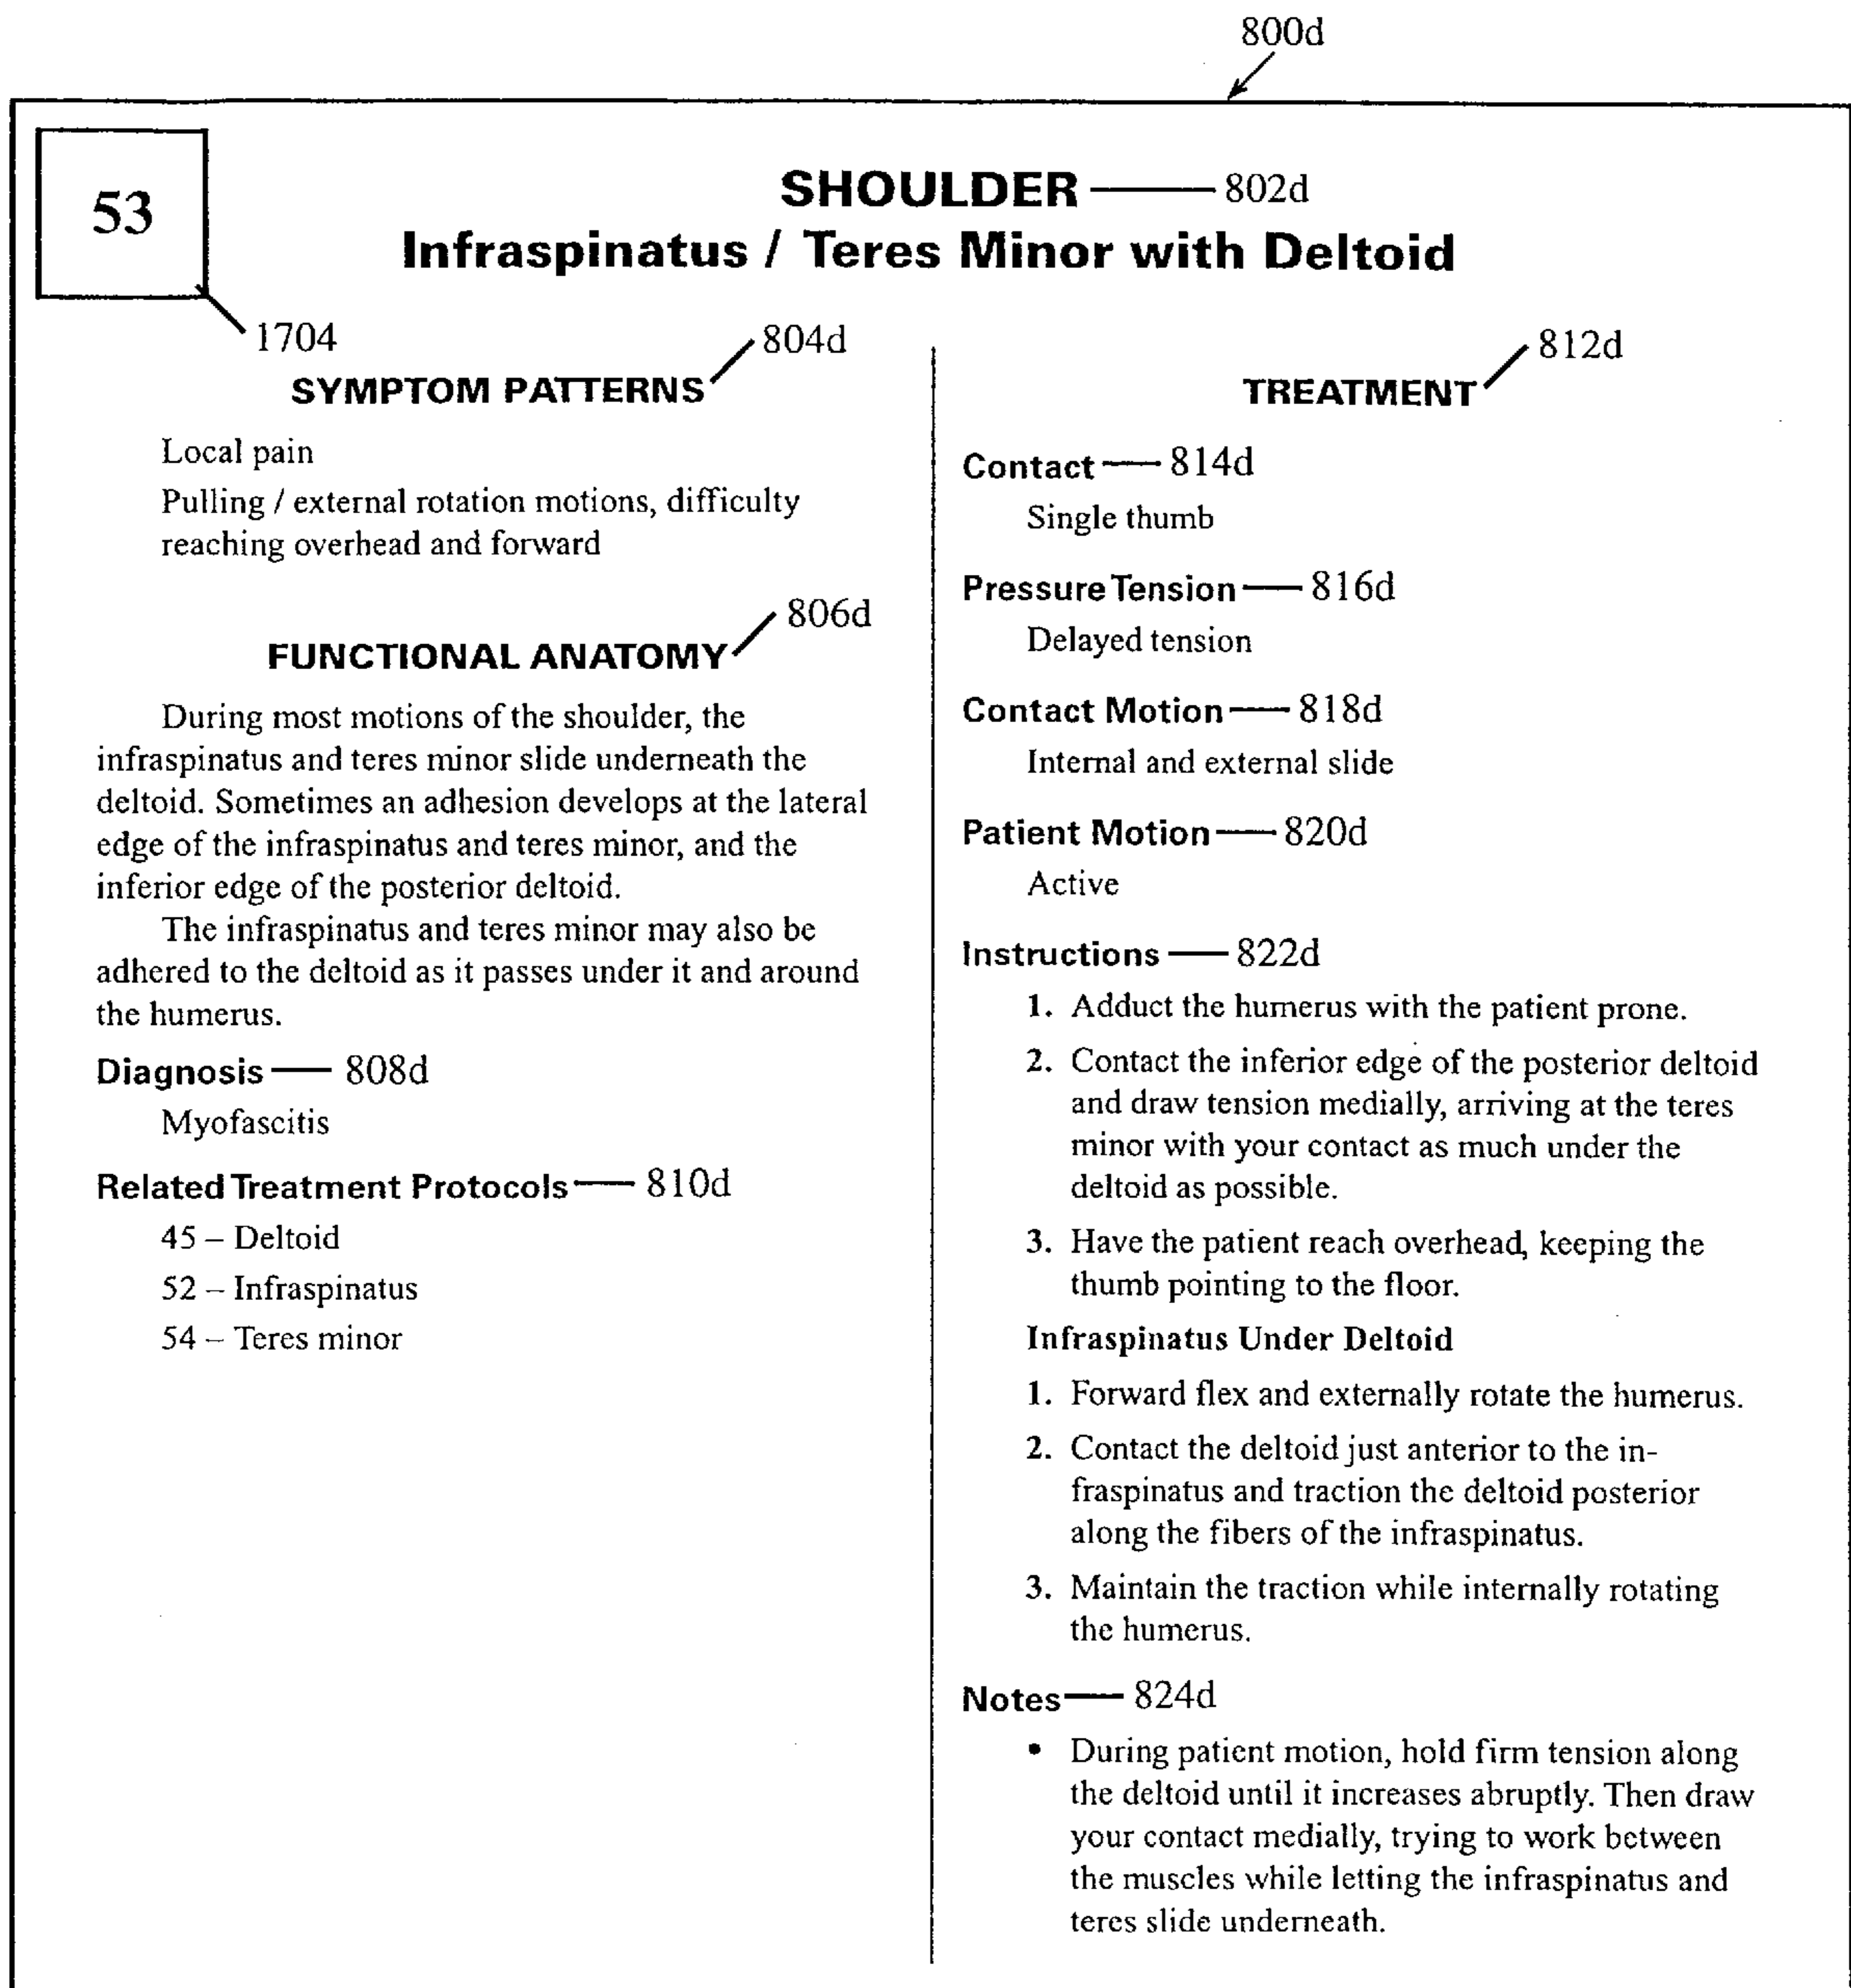 800d
53
SHOULDER — 802d
Infraspinatus / Teres Minor with Deltoid
1704
804d
SYMPTOM PATTERNS
Local pain
Pulling / external rotation motions, difficulty
reaching overhead and forward
806d
FUNCTIONAL ANATOMY
During most motions of the shoulder, the
infraspinatus and teres minor slide underneath the
deltoid. Sometimes an adhesion develops at the lateral
edge of the infraspinatus and teres minor, and the
inferior edge of the posterior deltoid.
The infraspinatus and teres minor may also be
adhered to the deltoid as it passes under it and around
the humerus.
Diagnosis — 808d
Myofascitis
Related Treatment Protocols — 810d
45 – Deltoid
52 – Infraspinatus
54 – Teres minor
812d
TREATMENT
Contact — 814d
Single thumb
Pressure Tension — 816d
Delayed tension
Contact Motion — 818d
Internal and external slide
Patient Motion — 820d
Active
Instructions — 822d
1. Adduct the humerus with the patient prone.
2. Contact the inferior edge of the posterior deltoid
and draw tension medially, arriving at the teres
minor with your contact as much under the
deltoid as possible.
3. Have the patient reach overhead, keeping the
thumb pointing to the floor.
Infraspinatus Under Deltoid
1. Forward flex and externally rotate the humerus.
2. Contact the deltoid just anterior to the in-
fraspinatus and traction the deltoid posterior
along the fibers of the infraspinatus.
3. Maintain the traction while internally rotating
the humerus.
Notes — 824d
• During patient motion, hold firm tension along
the deltoid until it increases abruptly. Then draw
your contact medially, trying to work between
the muscles while letting the infraspinatus and
teres slide underneath.